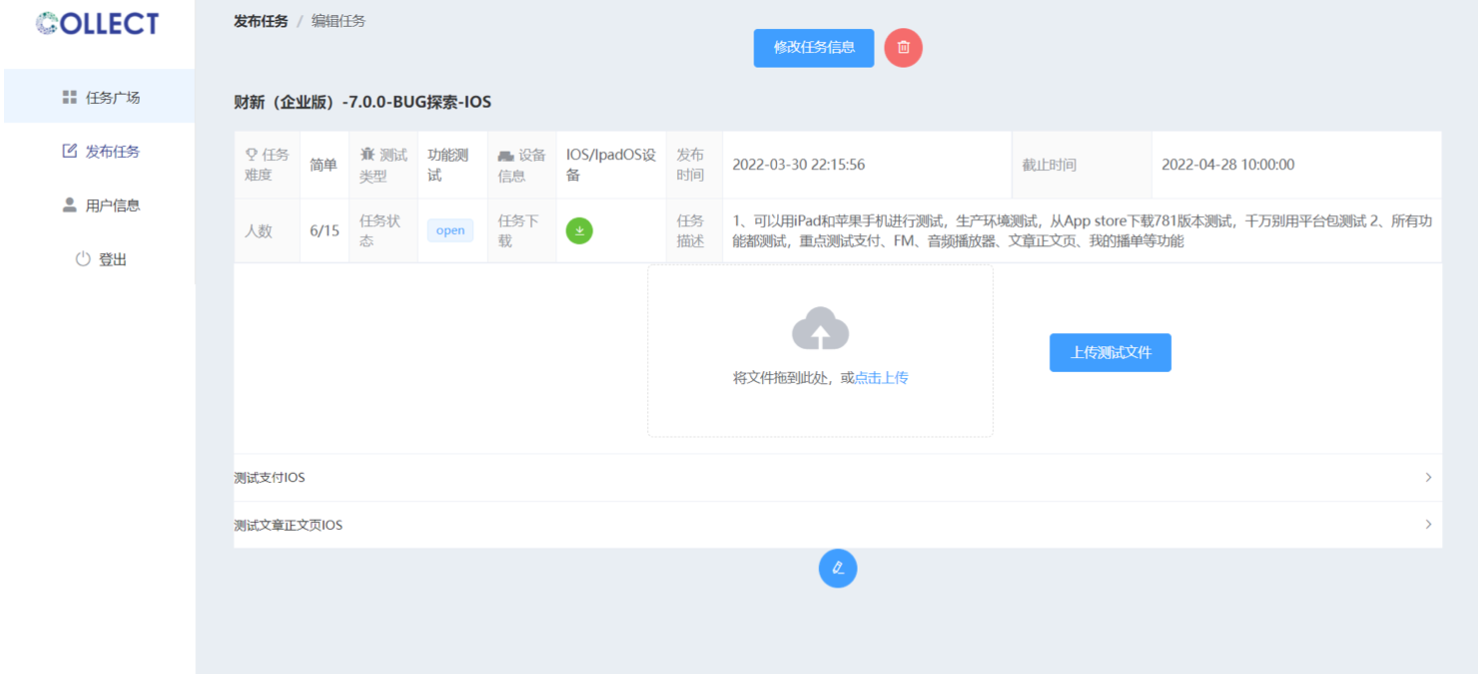 COLLECT
任务广场
发布任务
用户信息
登出
发布任务 / 编辑任务
修改任务信息
财新（企业版）-7.0.0-BUG探索-IOS
任务
难度
简单
测试
类型
功能测
试
设备
信息
IOS/IpadOS设
备
发布
时间
2022-03-30 22:15:56
截止时间
2022-04-28 10:00:00
人数
6/15
任务状
态
open
任务下
载
任务
描述
1、可以用iPad和苹果手机进行测试，生产环境测试，从App store下载781版本测试，千万别用平台包测试 2、所有功
能都测试，重点测试支付、FM、音频播放器、文章正文页、我的播单等功能
将文件拖到此处，或点击上传
上传测试文件
测试支付IOS
测试文章正文页IOS